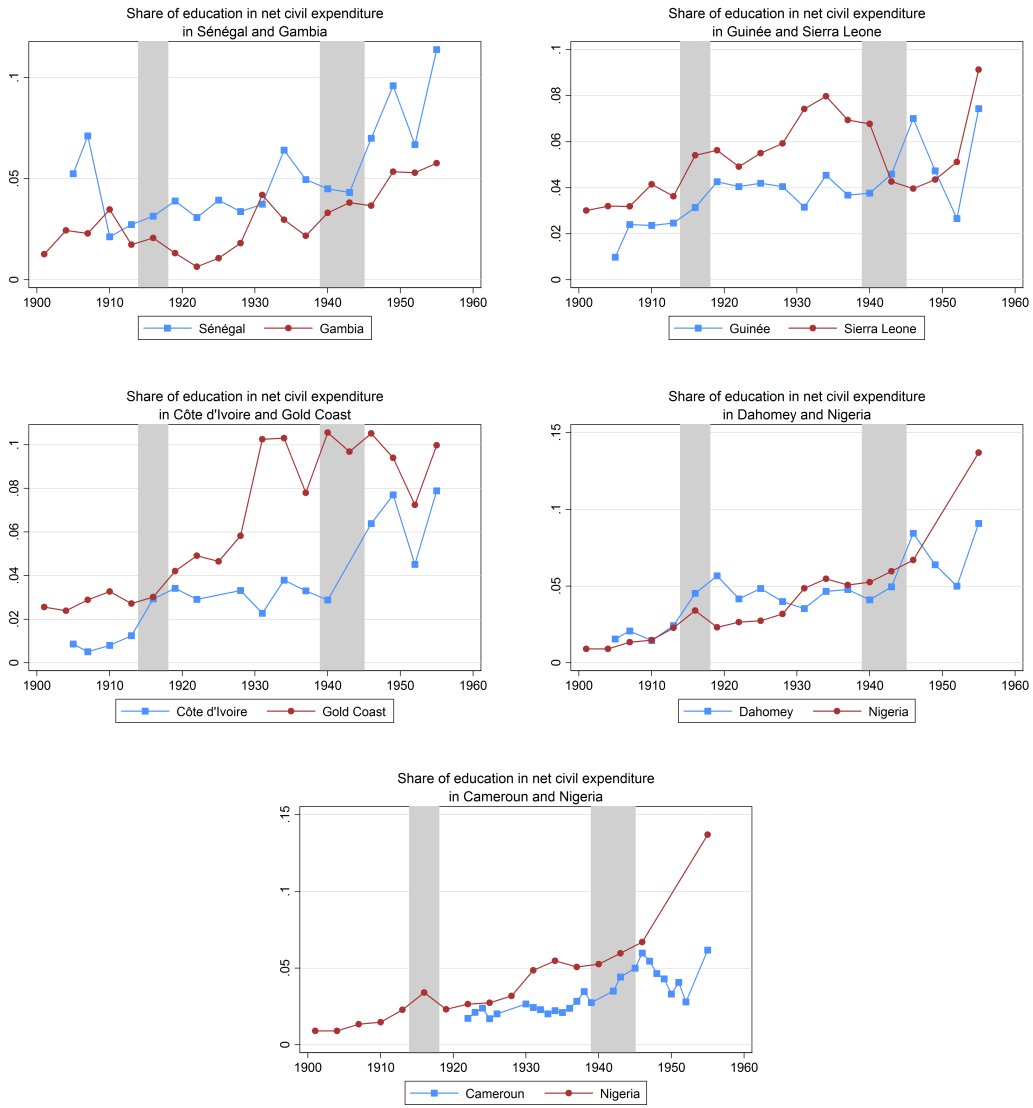 Share of education in net civil expenditure
in Sénégal and Gambia
.1
.05
0
1900 1910 1920 1930 1940 1950 1960
Sénégal Gambia
Share of education in net civil expenditure
in Guinée and Sierra Leone
.1
.08
.06
.04
.02
0
1900 1910 1920 1930 1940 1950 1960
Guinée Sierra Leone
Share of education in net civil expenditure
in Côte d'Ivoire and Gold Coast
.1
.08
.06
.04
.02
0
1900 1910 1920 1930 1940 1950 1960
Côte d'Ivoire Gold Coast
Share of education in net civil expenditure
in Dahomey and Nigeria
.15
.1
.05
0
1900 1910 1920 1930 1940 1950 1960
Dahomey Nigeria
Share of education in net civil expenditure
in Cameroun and Nigeria
.15
.1
.05
0
1900 1910 1920 1930 1940 1950 1960
Cameroun Nigeria